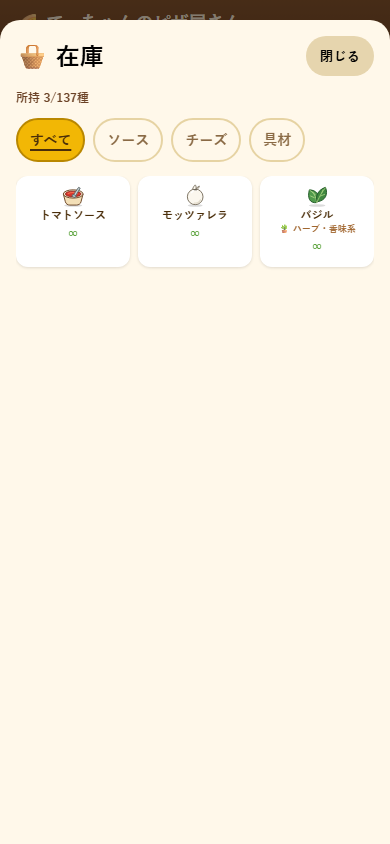 在庫
閉じる
所持 3/137種
すべて
ソース
チーズ
具材
トマトソース
∞
モッツァレラ
∞
バジル
ハーブ・香味系
∞